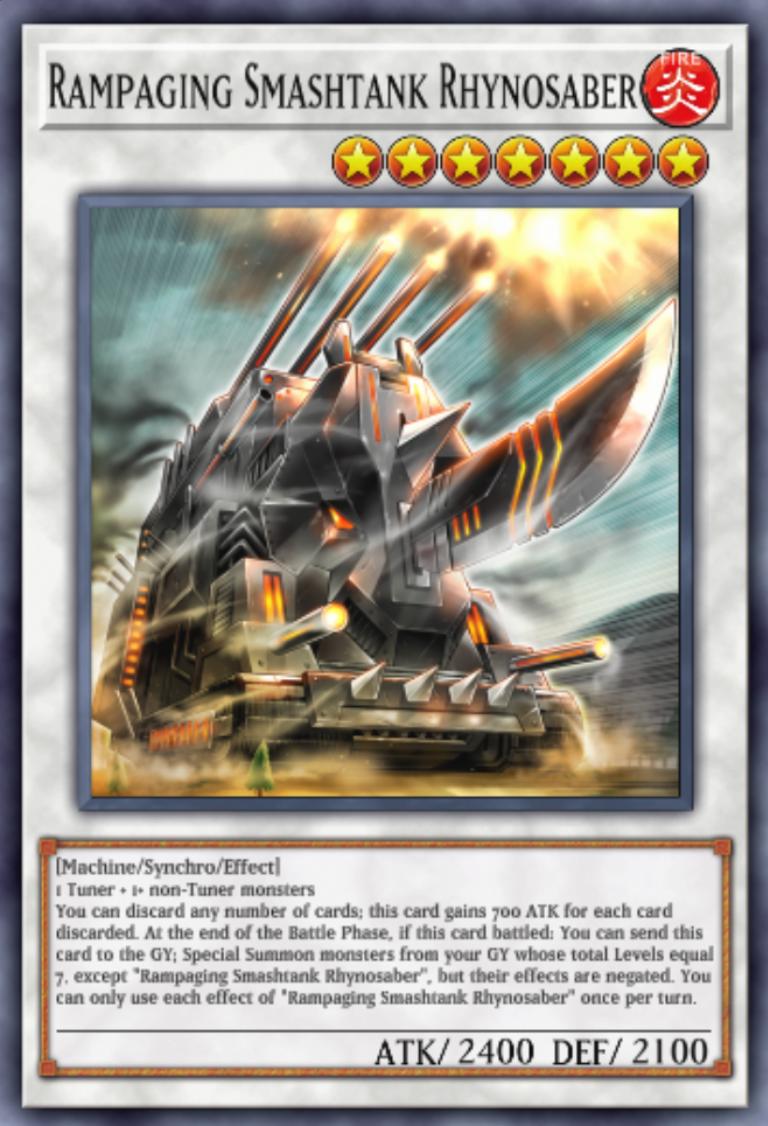 RAMPAGING SMASHTANK RHYNOSABER
FIRE
炎
[Machine/Synchro/Effect]
1 Tuner + 1+ non-Tuner monsters
You can discard any number of cards; this card gains 700 ATK for each card
discarded. At the end of the Battle Phase, if this card battled: You can send this
card to the GY; Special Summon monsters from your GY whose total Levels equal
7, except "Rampaging Smashtank Rhynosaber", but their effects are negated. You
can only use each effect of "Rampaging Smashtank Rhynosaber" once per turn.
ATK/ 2400 DEF/ 2100